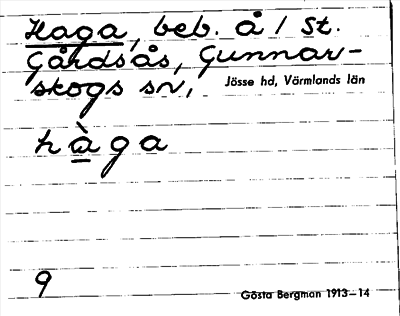 Haga, beb. å 1 St.
Gårdsås, Gunnar-
skogs sn,
Jösse hd, Värmlands län
hàga
9
Gösta Bergman 1913–14